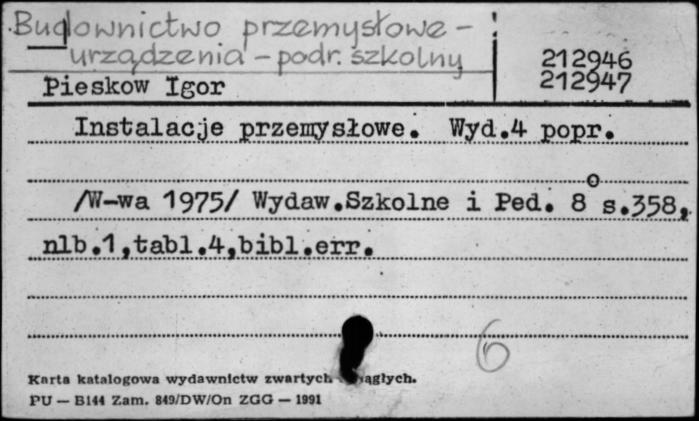 Budownictwo przemysłowe -
urządzenia - podr. szkolny
212946
212947
Pieskow Igor
Instalacje przemysłowe. Wyd.4 popr.
/W-wa 1975/ Wydaw.Szkolne i Ped. 8° s.358,
nlb.1,tabl.4,bibl.err.
6
Karta katalogowa wydawnictw zwartych ągłych.
PU — B144 Zam. 849/DW/On ZGG — 1991